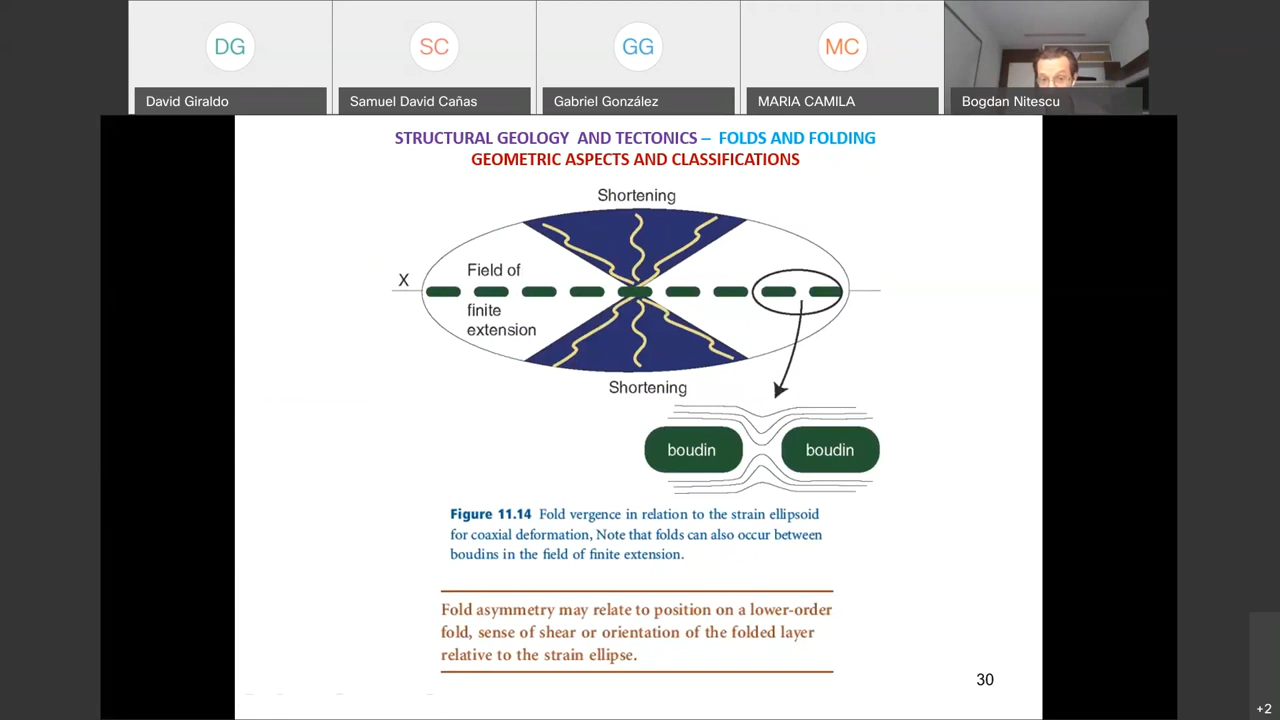 DG
SC
GG
MC
David Giraldo
Samuel David Cañas
Gabriel González
MARIA CAMILA
Bogdan Nitescu
STRUCTURAL GEOLOGY AND TECTONICS – FOLDS AND FOLDING
GEOMETRIC ASPECTS AND CLASSIFICATIONS
Shortening
X
Field of
finite
extension
Shortening
boudin
boudin
Figure 11.14 Fold vergence in relation to the strain ellipsoid
for coaxial deformation, Note that folds can also occur between
boudins in the field of finite extension.
Fold asymmetry may relate to position on a lower-order
fold, sense of shear or orientation of the folded layer
relative to the strain ellipse.
30
+2